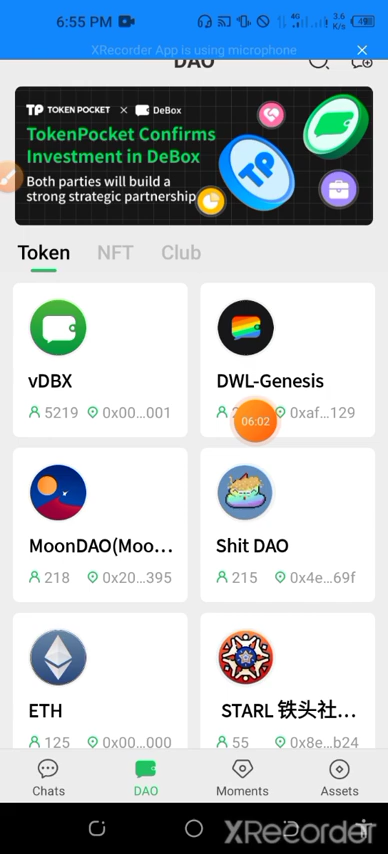 6:55 PM
4G
3.6
K/s
XRecorder App is using microphone
DAO
TP TOKEN POCKET × DeBox
TokenPocket Confirms
Investment in DeBox
Both parties will build a
strong strategic partnership
TP
Token NFT Club
vDBX
5219 0x00...001
DWL-Genesis
0xaf...129
06:02
MoonDAO(Moo...
218 0x20...395
Shit DAO
215 0x4e...69f
ETH
125 0x00...000
STARL 铁头社...
55 0x8e...b24
Chats DAO Moments Assets
XRecorder